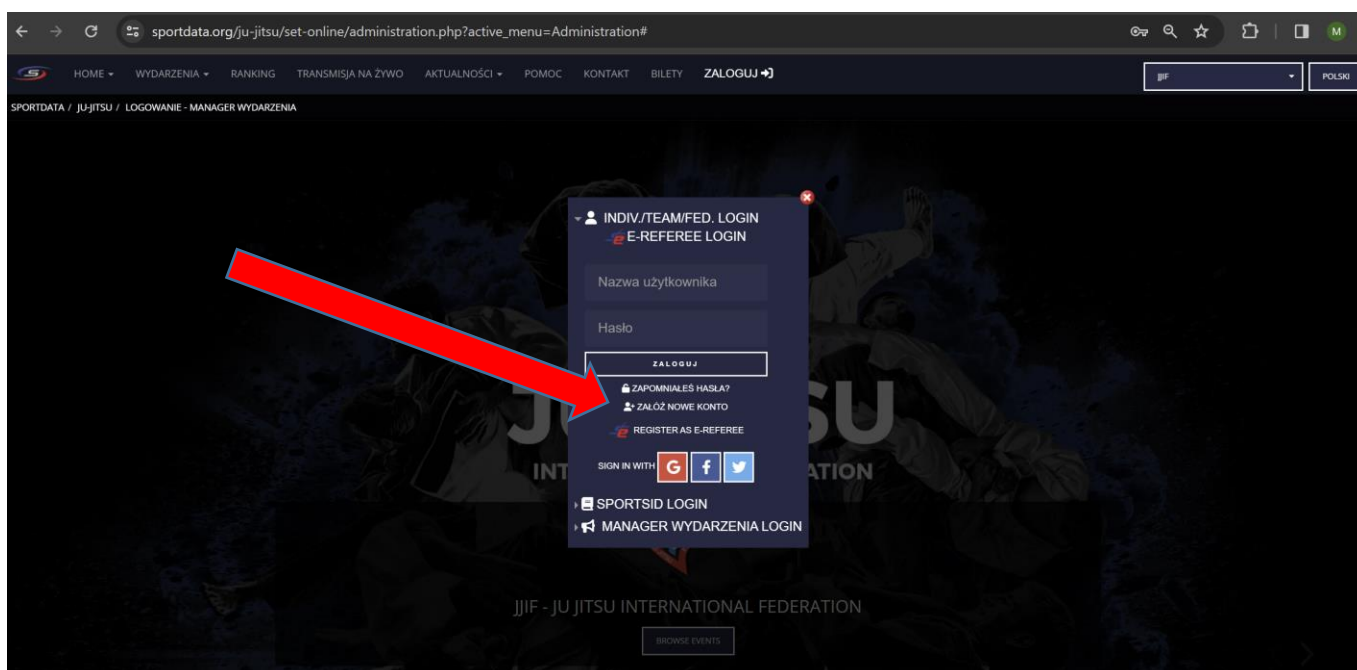 sportdata.org/ju-jitsu/set-online/administration.php?active_menu=Administration#
M
HOME WYDARZENIA RANKING TRANSMISJA NA ŻYWO AKTUALNOŚCI POMOC KONTAKT BILETY ZALOGUJ JJIF POLSKI
SPORTDATA / JU-JITSU / LOGOWANIE - MANAGER WYDARZENIA
INDIV./TEAM/FED. LOGIN
E-REFEREE LOGIN
Nazwa użytkownika
Hasło
ZALOGUJ
ZAPOMNIAŁEŚ HASŁA?
ZAŁÓŻ NOWE KONTO
REGISTER AS E-REFEREE
SIGN IN WITH G f
SPORTSID LOGIN
MANAGER WYDARZENIA LOGIN
J SU
INT ATION
JJIF - JU JITSU INTERNATIONAL FEDERATION
BROWSE EVENTS